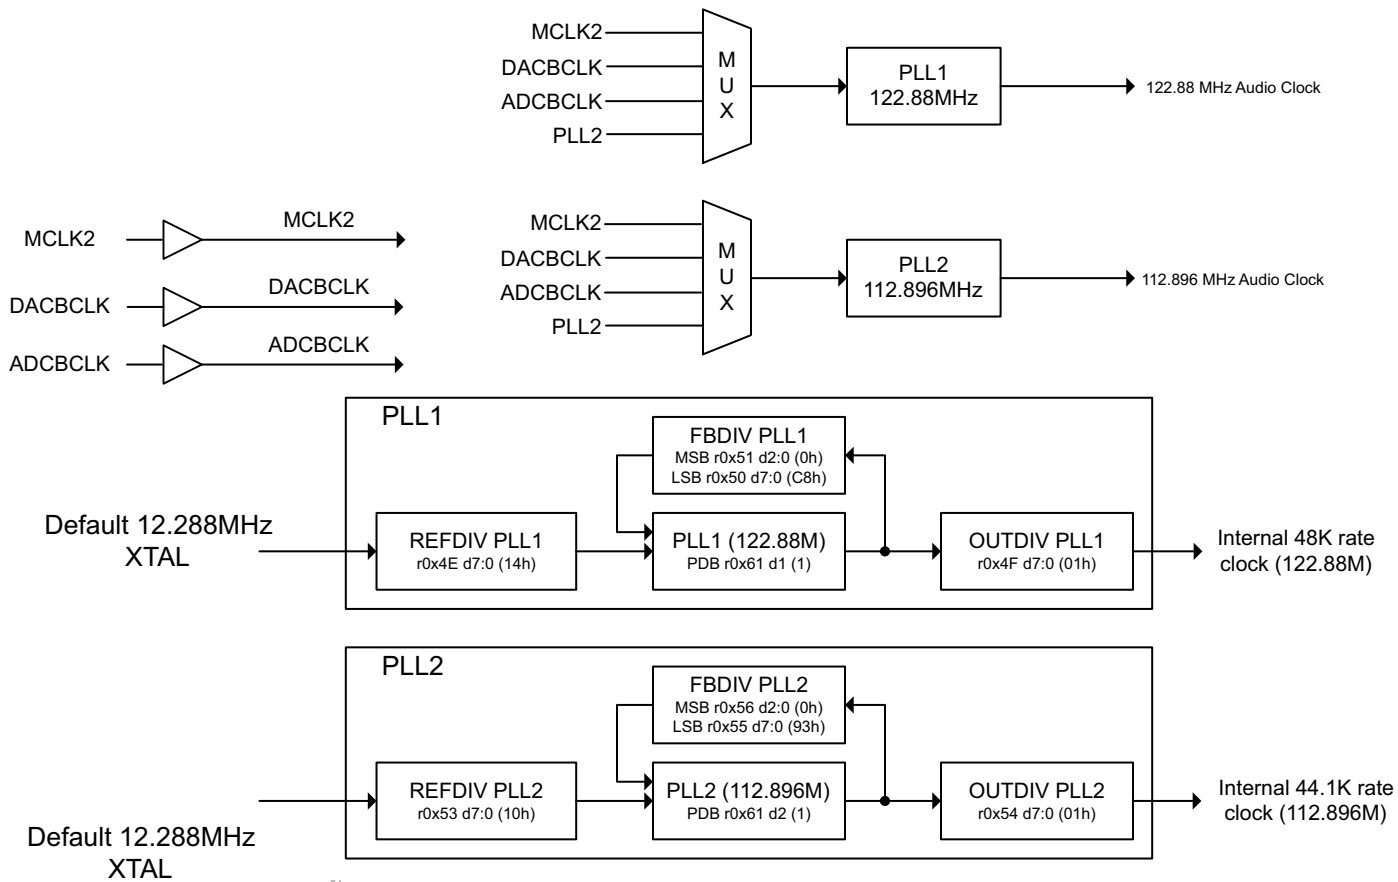 MCLK2
DACBCLK
ADCBCLK
PLL2
M
U
X
PLL1
122.88MHz
122.88 MHz Audio Clock
MCLK2
MCLK2
DACBCLK
DACBCLK
ADCBCLK
ADCBCLK
MCLK2
DACBCLK
ADCBCLK
PLL2
M
U
X
PLL2
112.896MHz
112.896 MHz Audio Clock
PLL1
FBDIV PLL1
MSB r0x51 d2:0 (0h)
LSB r0x50 d7:0 (C8h)
Default 12.288MHz
XTAL
REFDIV PLL1
r0x4E d7:0 (14h)
PLL1 (122.88M)
PDB r0x61 d1 (1)
OUTDIV PLL1
r0x4F d7:0 (01h)
Internal 48K rate
clock (122.88M)
PLL2
FBDIV PLL2
MSB r0x56 d2:0 (0h)
LSB r0x55 d7:0 (93h)
Default 12.288MHz
XTAL
REFDIV PLL2
r0x53 d7:0 (10h)
PLL2 (112.896M)
PDB r0x61 d2 (1)
OUTDIV PLL2
r0x54 d7:0 (01h)
Internal 44.1K rate
clock (112.896M)